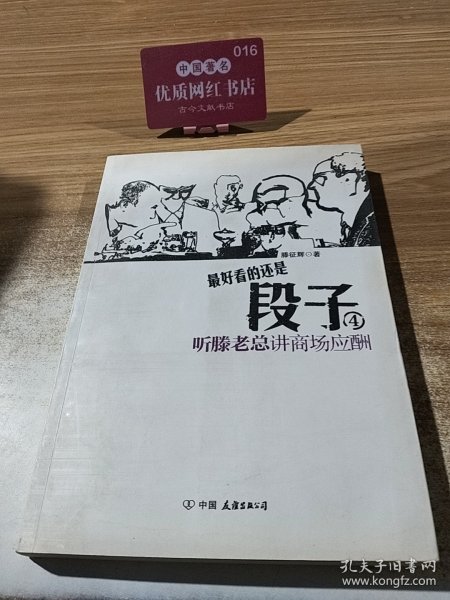 016
中国著名
优质网红书店
古今文献书店
滕征辉◎著
最好看的还是
段子④
听滕老总讲商场应酬
中国友谊出版公司
孔夫子旧书网
www.kongfz.com